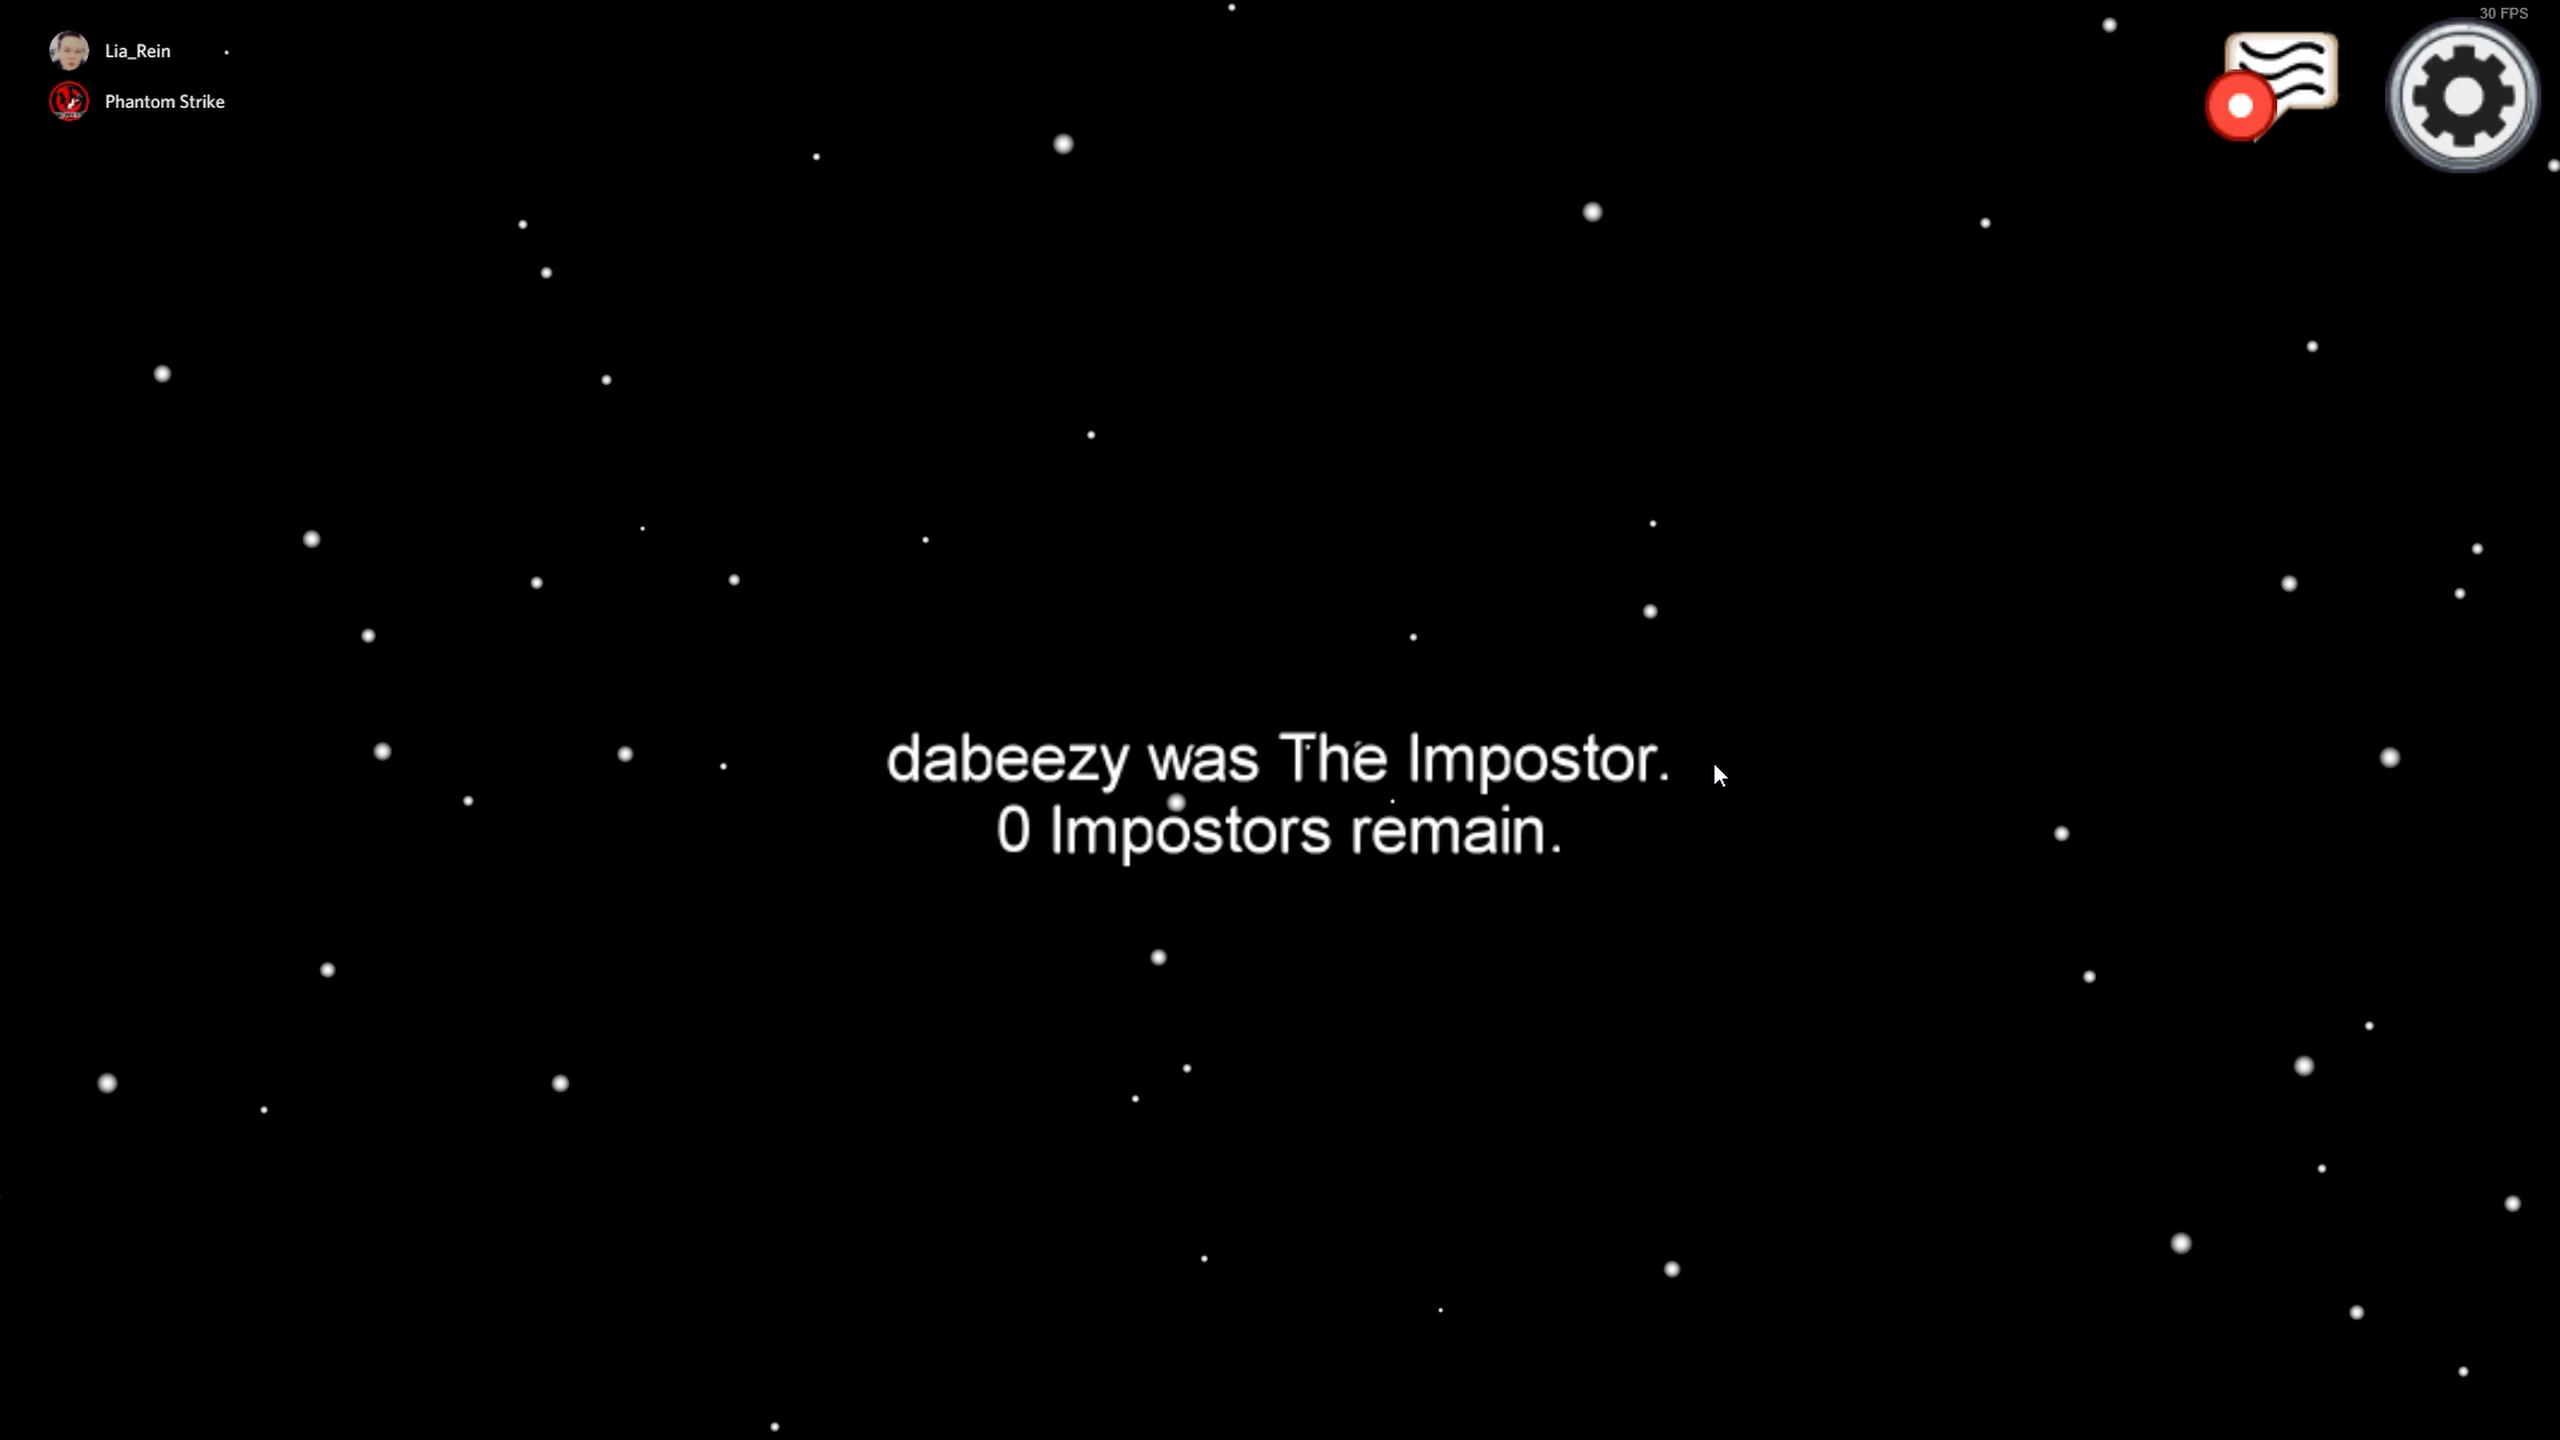 30 FPS
Lia_Rein
Phantom Strike
dabeezy was The Impostor.
0 Impostors remain.